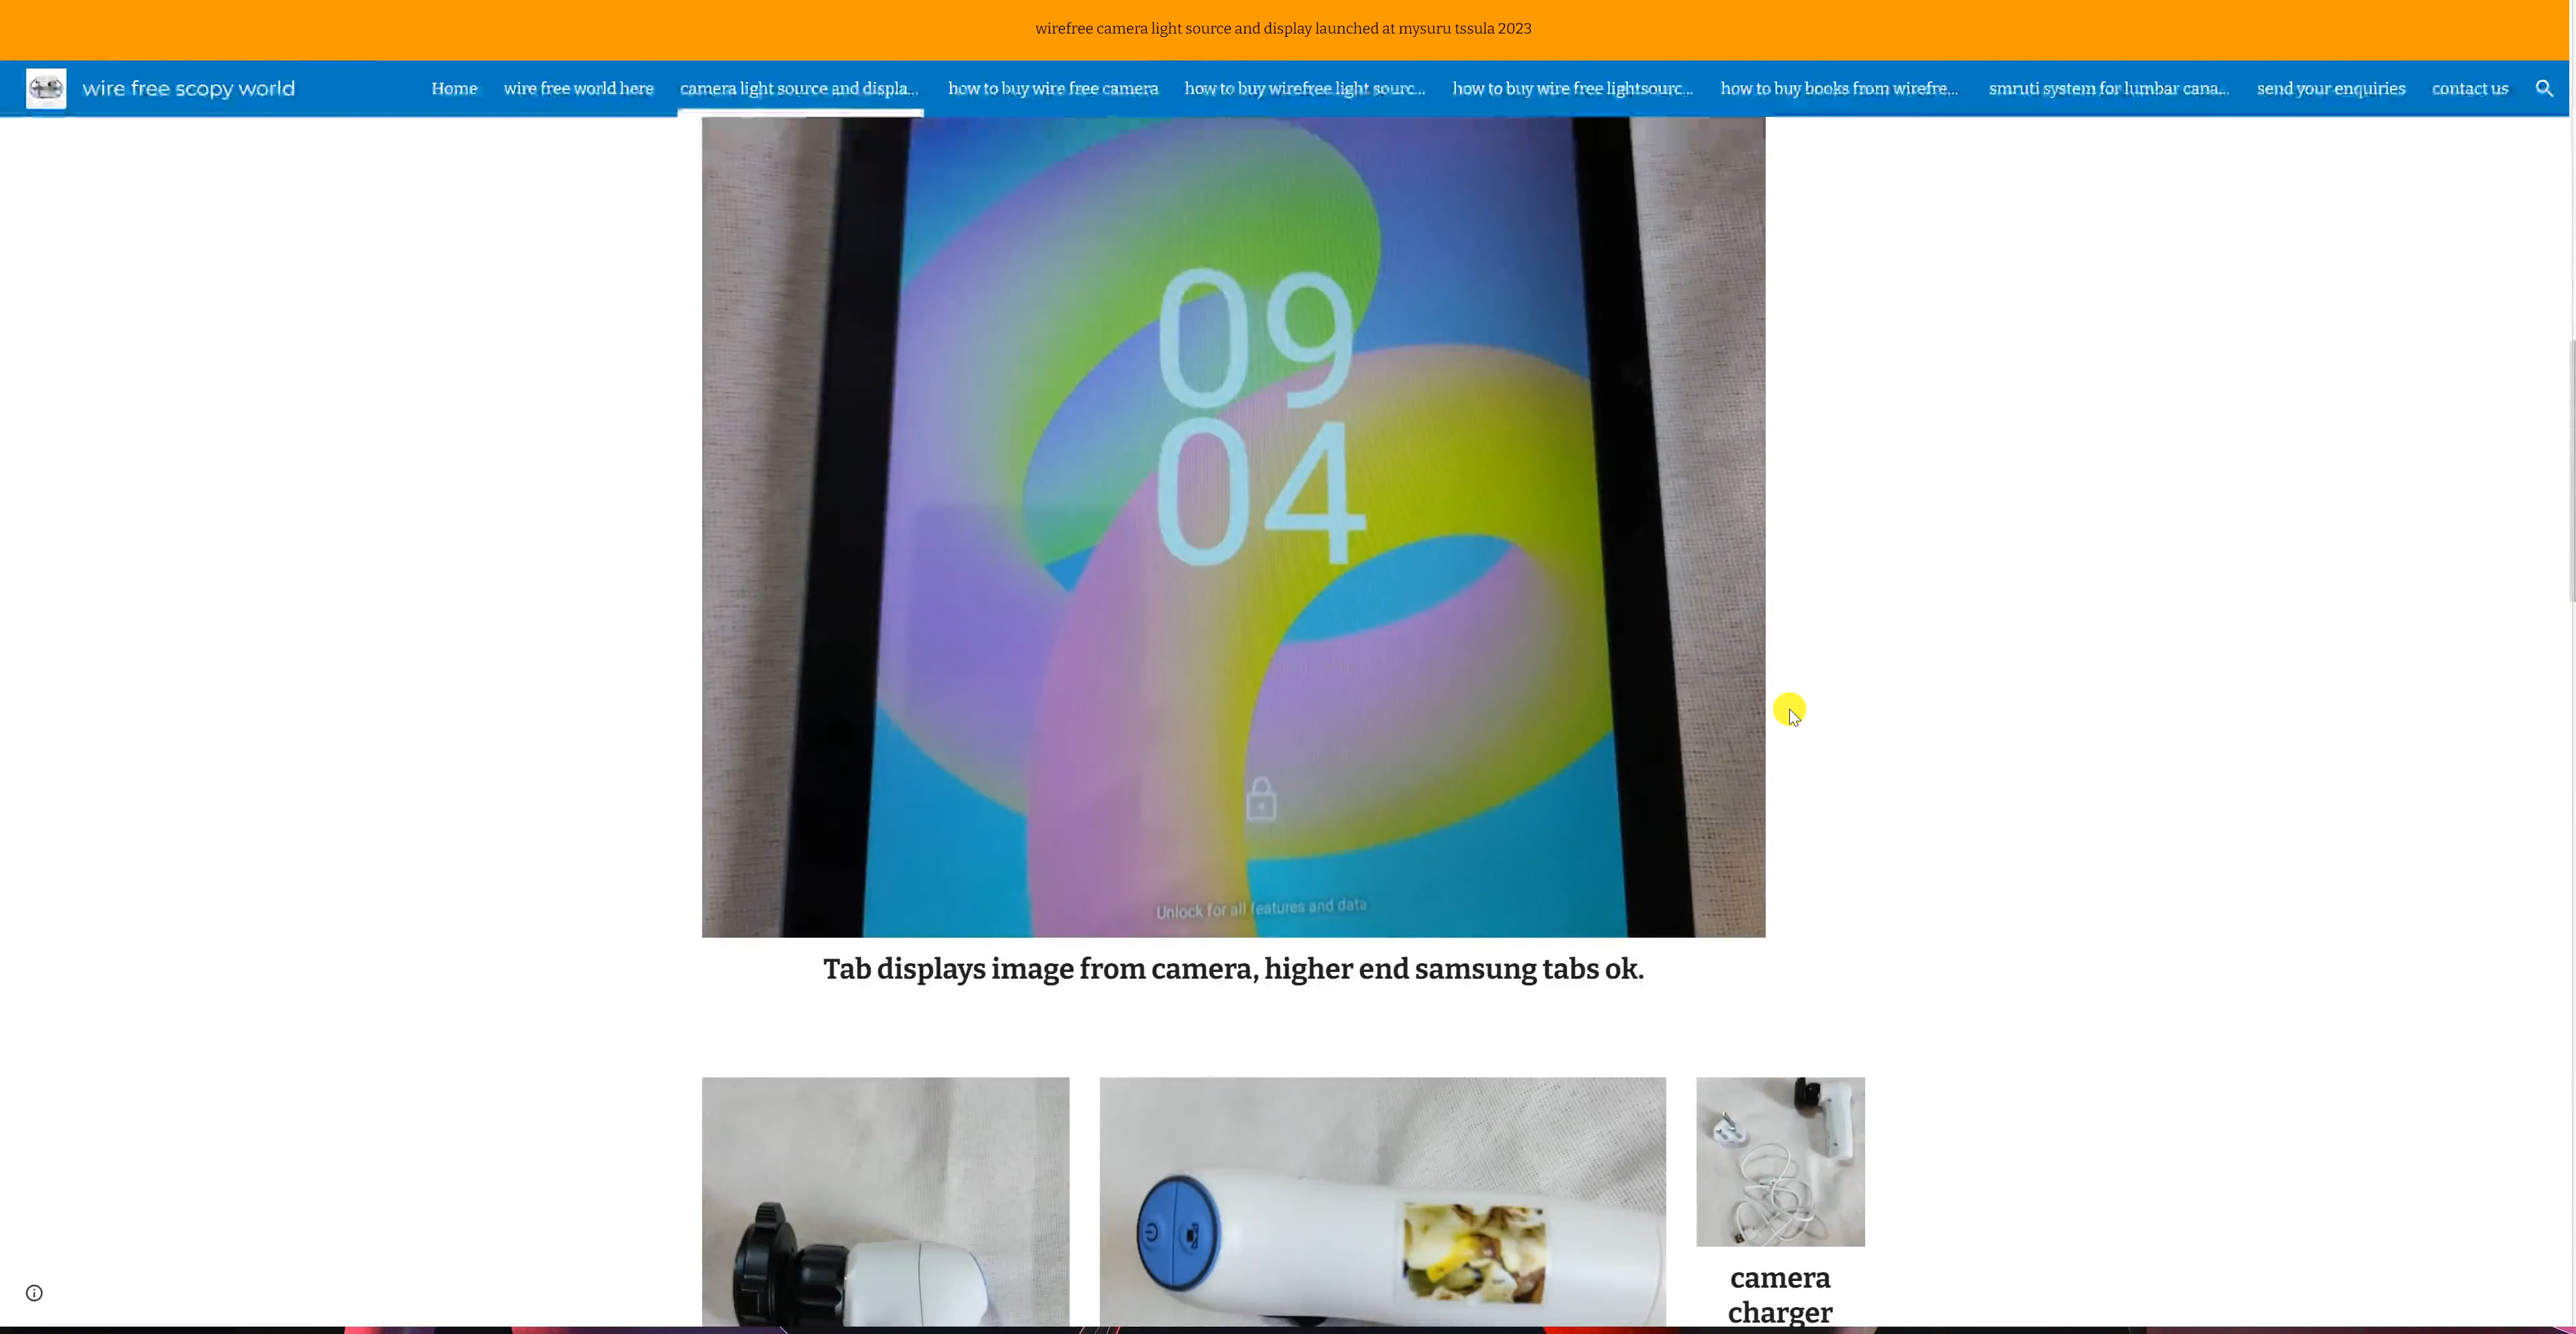 wirefree camera light source and display launched at mysuru tssula 2023
wire free scopy world
Home
wire free world here
camera light source and displa...
how to buy wire free camera
how to buy wirefree light sourc...
how to buy wire free lightsourc...
how to buy books from wirefre...
smruti system for lumbar cana...
send your enquiries
contact us
09
04
Unlock for all features and data
Tab displays image from camera, higher end samsung tabs ok.
camera
charger